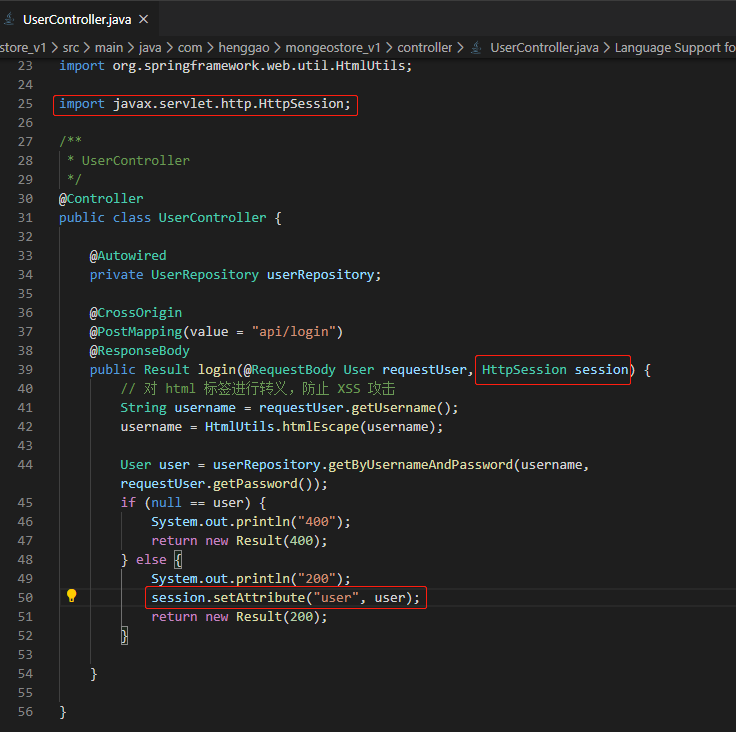 UserController.java ×
store_v1 > src > main > java > com > henggao > mongeostore_v1 > controller > UserController.java > Language Support fo
23 import org.springframework.web.util.HtmlUtils;
24
25 import javax.servlet.http.HttpSession;
26
27 /**
28  * UserController
29  */
30 @Controller
31 public class UserController {
32
33     @Autowired
34     private UserRepository userRepository;
35
36     @CrossOrigin
37     @PostMapping(value = "api/login")
38     @ResponseBody
39     public Result login(@RequestBody User requestUser, HttpSession session) {
40         // 对 html 标签进行转义，防止 XSS 攻击
41         String username = requestUser.getUsername();
42         username = HtmlUtils.htmlEscape(username);
43
44         User user = userRepository.getByUsernameAndPassword(username,
        requestUser.getPassword());
45         if (null == user) {
46             System.out.println("400");
47             return new Result(400);
48         } else {
49             System.out.println("200");
50             session.setAttribute("user", user);
51             return new Result(200);
52         }
53
54     }
55
56 }